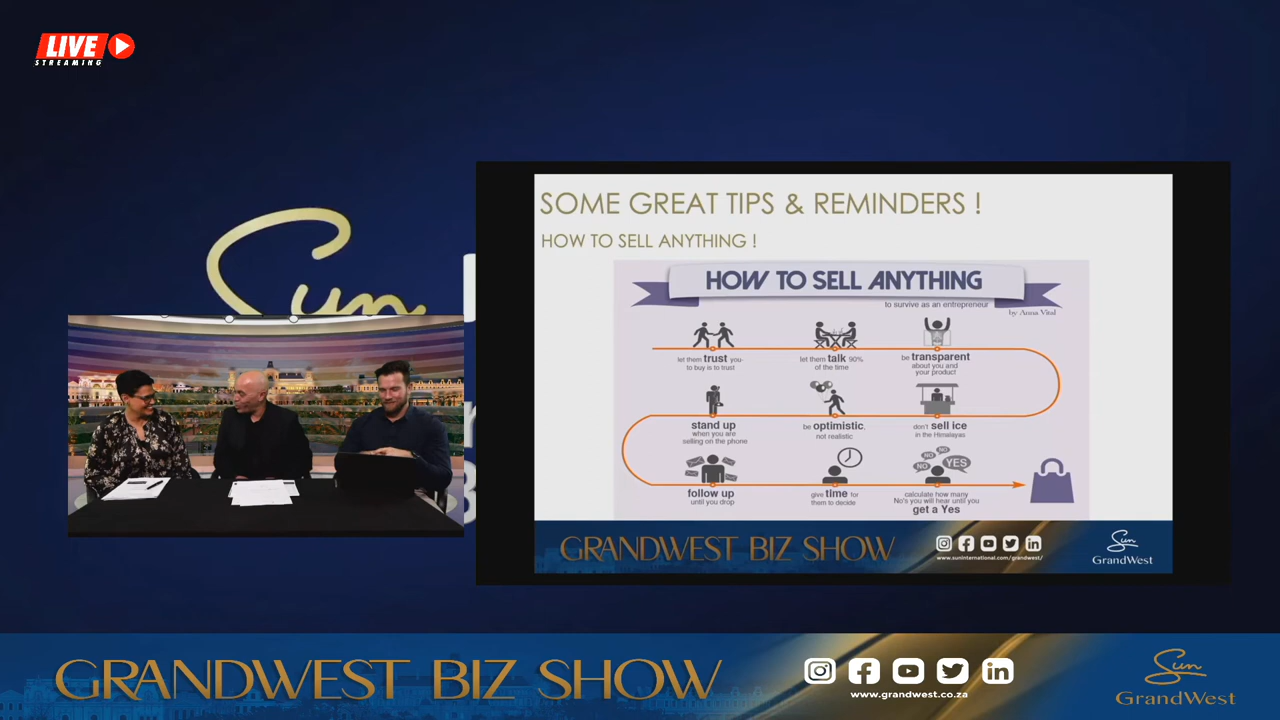 LIVE
STREAMING
Sun
SOME GREAT TIPS & REMINDERS !
HOW TO SELL ANYTHING !
HOW TO SELL ANYTHING
to survive as an entrepreneur
by Anna Vital
let them trust you-
to buy is to trust
let them talk 90%
of the time
be transparent
about you and
your product
stand up
when you are
selling on the phone
be optimistic,
not realistic
don't sell ice
in the Himalayas
follow up
until you drop
give time for
them to decide
NO
NO
NO
YES
calculate how many
No's you will hear until you
get a Yes
GRANDWEST BIZ SHOW
www.suninternational.com/grandwest/
Sun
GrandWest
GRANDWEST BIZ SHOW
www.grandwest.co.za
Sun
GrandWest